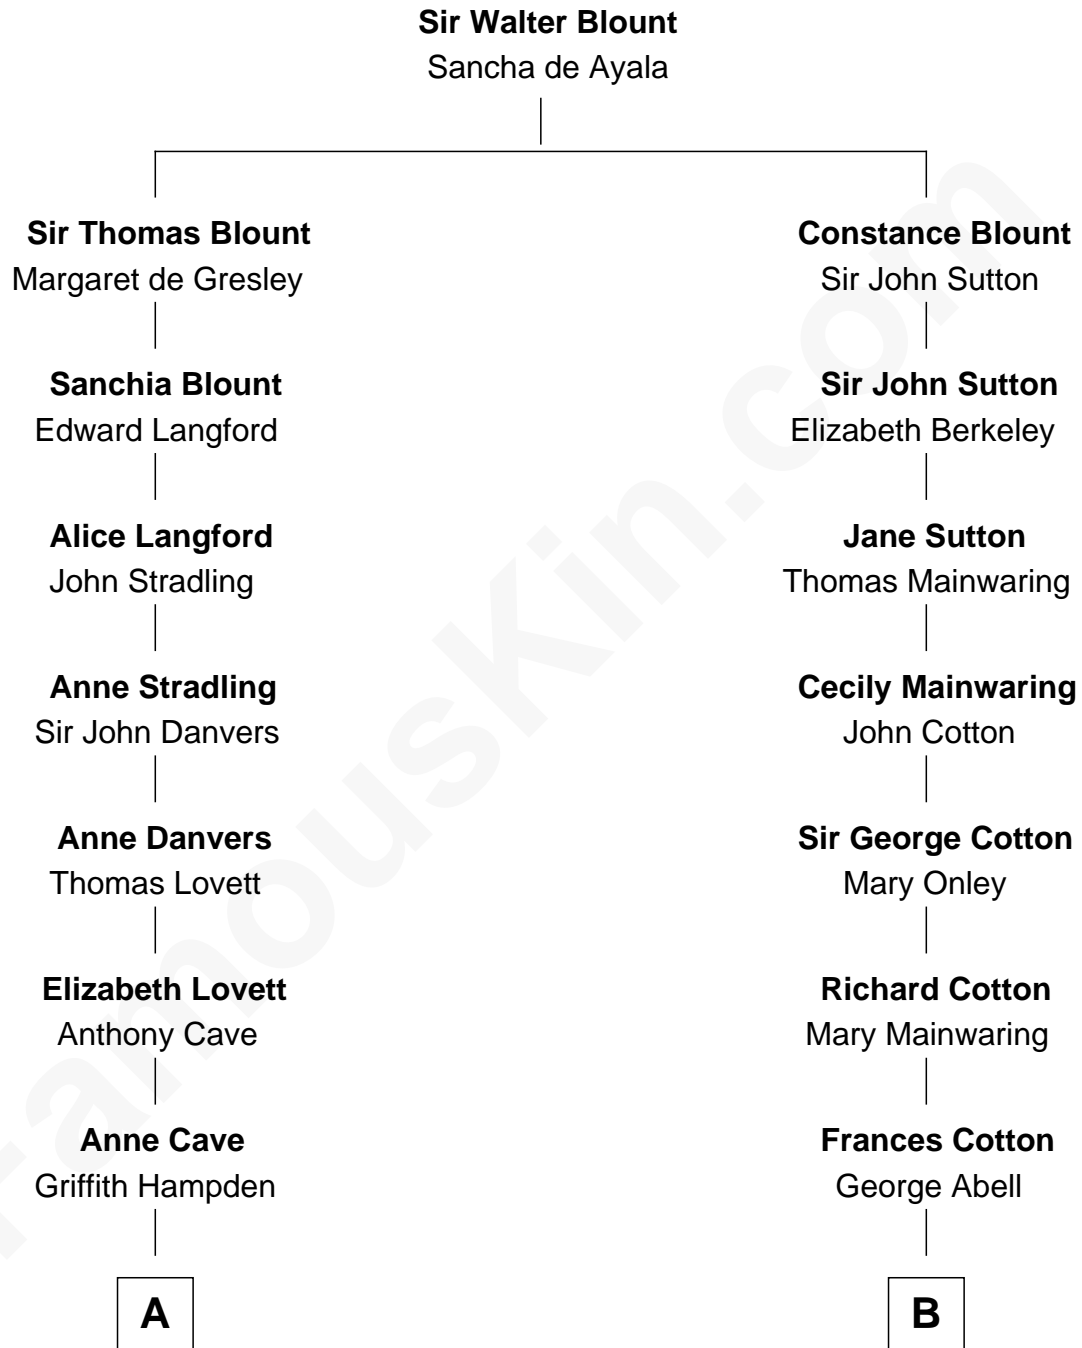 Sir Walter Blount
Sancha de Ayala
Sir Thomas Blount
Margaret de Gresley
Constance Blount
Sir John Sutton
Sanchia Blount
Edward Langford
Sir John Sutton
Elizabeth Berkeley
Alice Langford
John Stradling
Jane Sutton
Thomas Mainwaring
Anne Stradling
Sir John Danvers
Cecily Mainwaring
John Cotton
Anne Danvers
Thomas Lovett
Sir George Cotton
Mary Onley
Elizabeth Lovett
Anthony Cave
Richard Cotton
Mary Mainwaring
Anne Cave
Griffith Hampden
Frances Cotton
George Abell
A
B
FamousKin.com